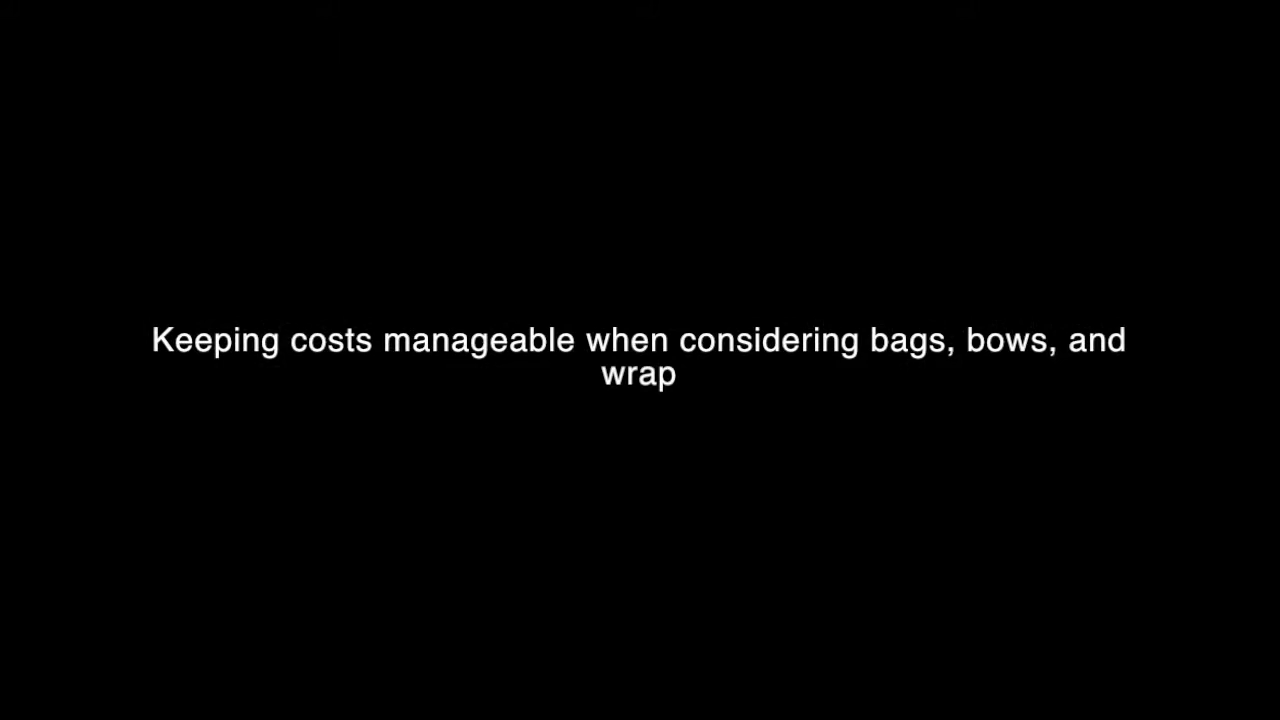 Keeping costs manageable when considering bags, bows, and
wrap